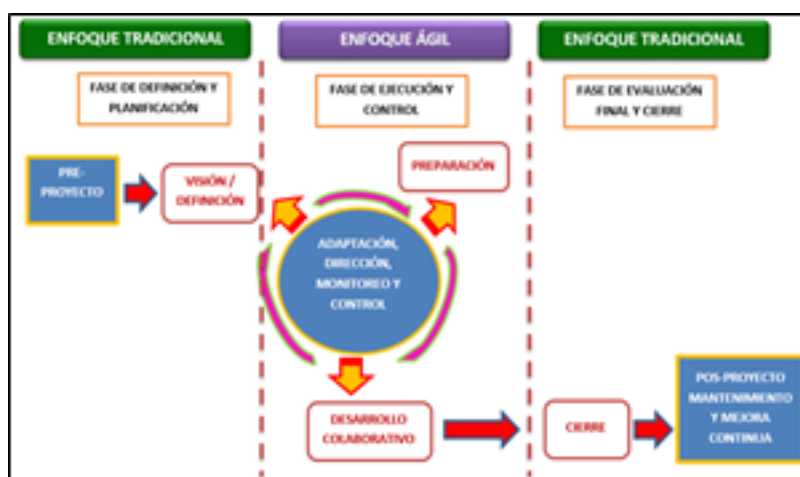 ENFOQUE TRADICIONAL
ENFOQUE ÁGIL
ENFOQUE TRADICIONAL
FASE DE DEFINICIÓN Y
PLANIFICACIÓN
FASE DE EJECUCIÓN Y
CONTROL
FASE DE EVALUACIÓN
FINAL Y CIERRE
PRE-
PROYECTO
VISIÓN /
DEFINICIÓN
PREPARACIÓN
ADAPTACIÓN,
DIRECCIÓN,
MONITOREO Y
CONTROL
DESARROLLO
COLABORATIVO
CIERRE
POS-PROYECTO
MANTENIMIENTO
Y MEJORA
CONTINUA